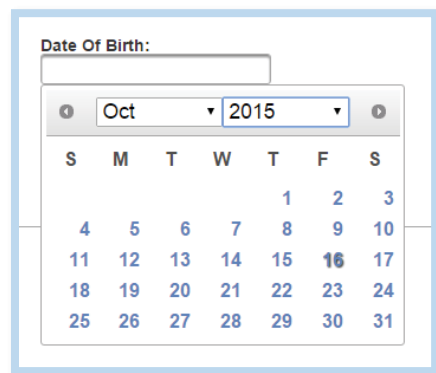 Date Of Birth:
Oct 2015
S M T W T F S
1 2 3
4 5 6 7 8 9 10
11 12 13 14 15 16 17
18 19 20 21 22 23 24
25 26 27 28 29 30 31